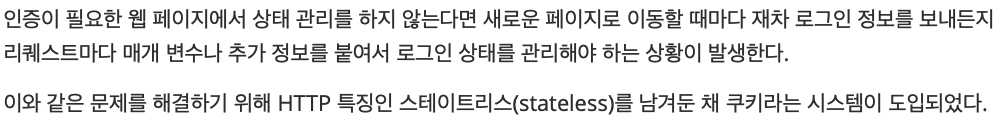 인증이 필요한 웹 페이지에서 상태 관리를 하지 않는다면 새로운 페이지로 이동할 때마다 재차 로그인 정보를 보내든지
리퀘스트마다 매개 변수나 추가 정보를 붙여서 로그인 상태를 관리해야 하는 상황이 발생한다.
이와 같은 문제를 해결하기 위해 HTTP 특징인 스테이트리스(stateless)를 남겨둔 채 쿠키라는 시스템이 도입되었다.